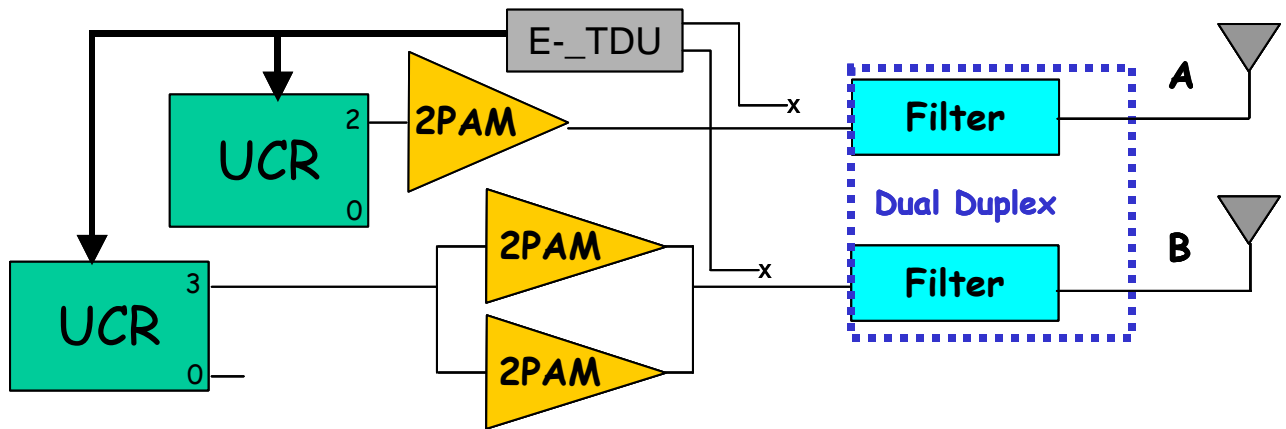 E-_TDU
x
A
Filter
2
2PAM
UCR
0
Dual Duplex
2PAM
B
x
Filter
3
UCR
2PAM
0